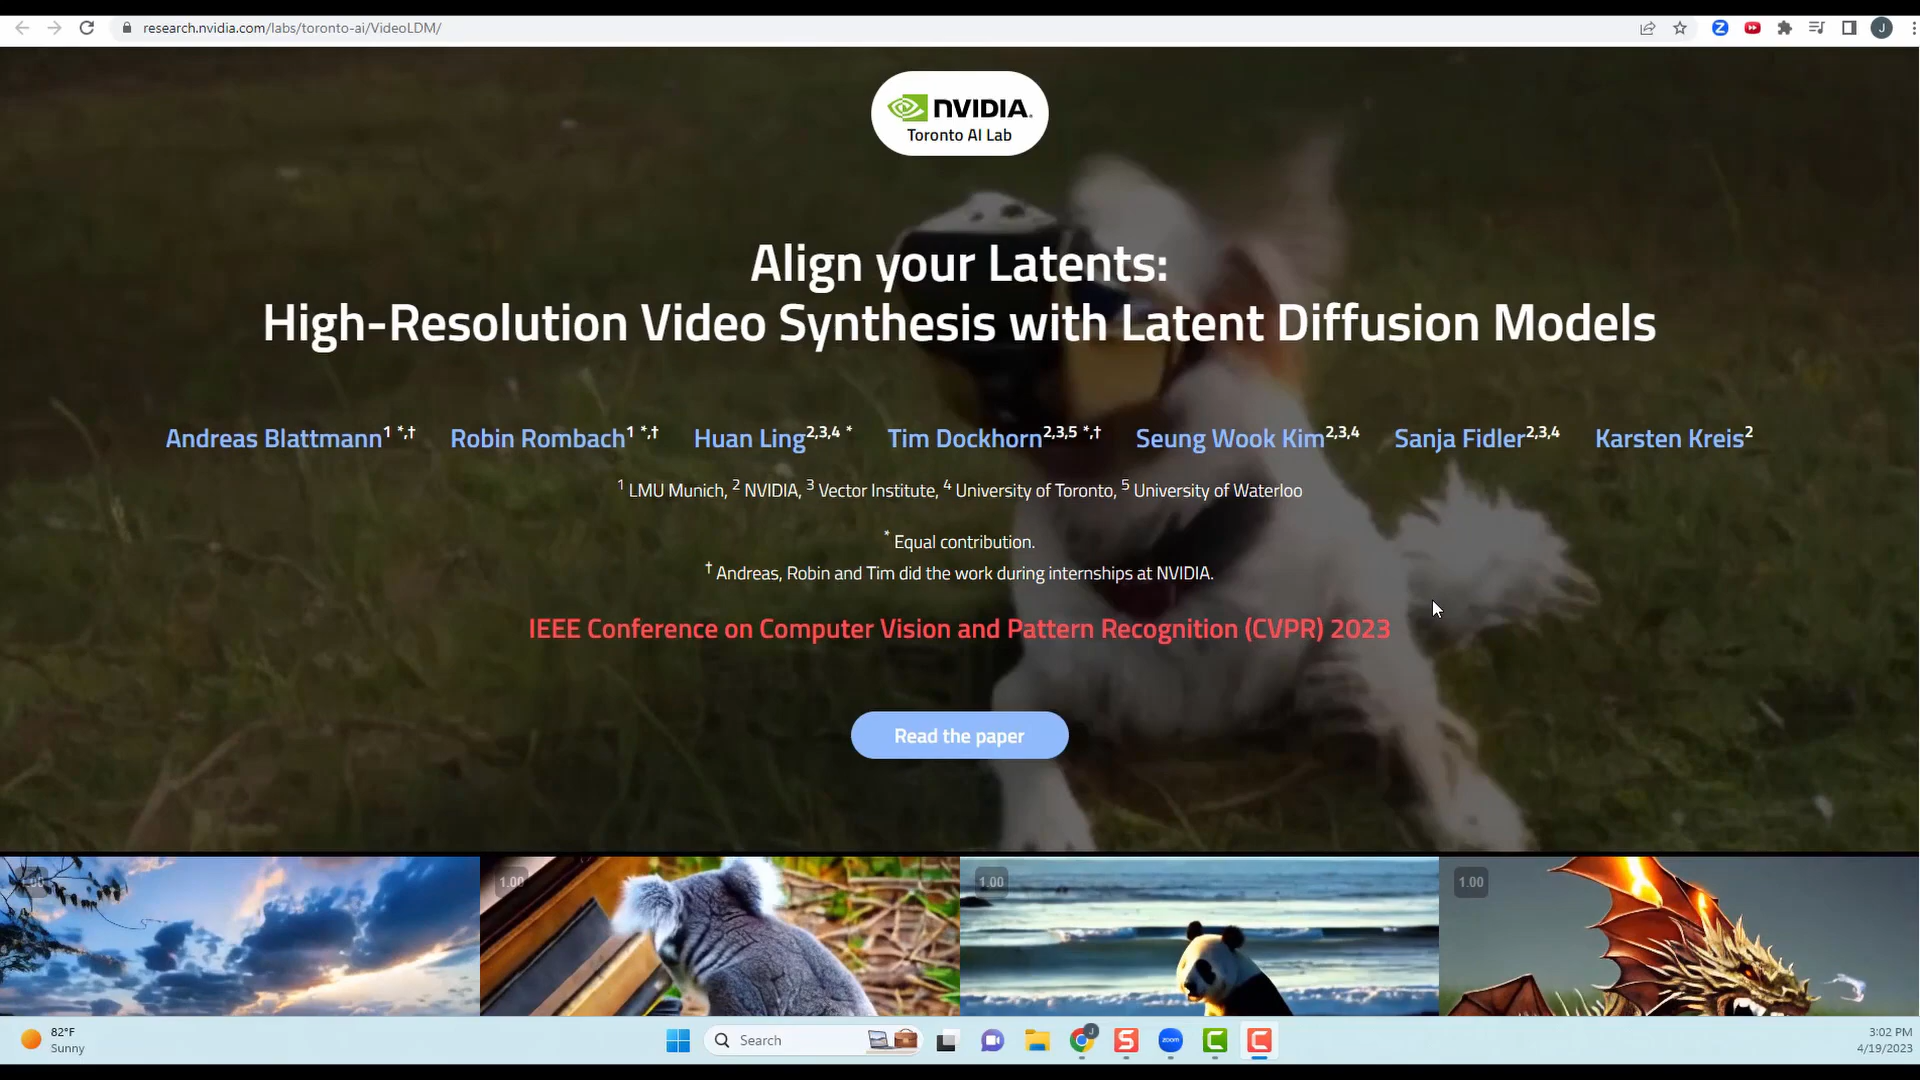 research.nvidia.com/labs/toronto-ai/VideoLDM/
Z
J
NVIDIA.
Toronto AI Lab
Align your Latents:
High-Resolution Video Synthesis with Latent Diffusion Models
Andreas Blattmann¹ *,† Robin Rombach¹ *,† Huan Ling²,³,⁴ * Tim Dockhorn²,³,⁵ *,† Seung Wook Kim²,³,⁴ Sanja Fidler²,³,⁴ Karsten Kreis²
¹ LMU Munich, ² NVIDIA, ³ Vector Institute, ⁴ University of Toronto, ⁵ University of Waterloo
* Equal contribution.
† Andreas, Robin and Tim did the work during internships at NVIDIA.
IEEE Conference on Computer Vision and Pattern Recognition (CVPR) 2023
Read the paper
1.00 1.00 1.00 1.00
82°F
Sunny
Search
J
S
zoom
C
C
3:02 PM
4/19/2023